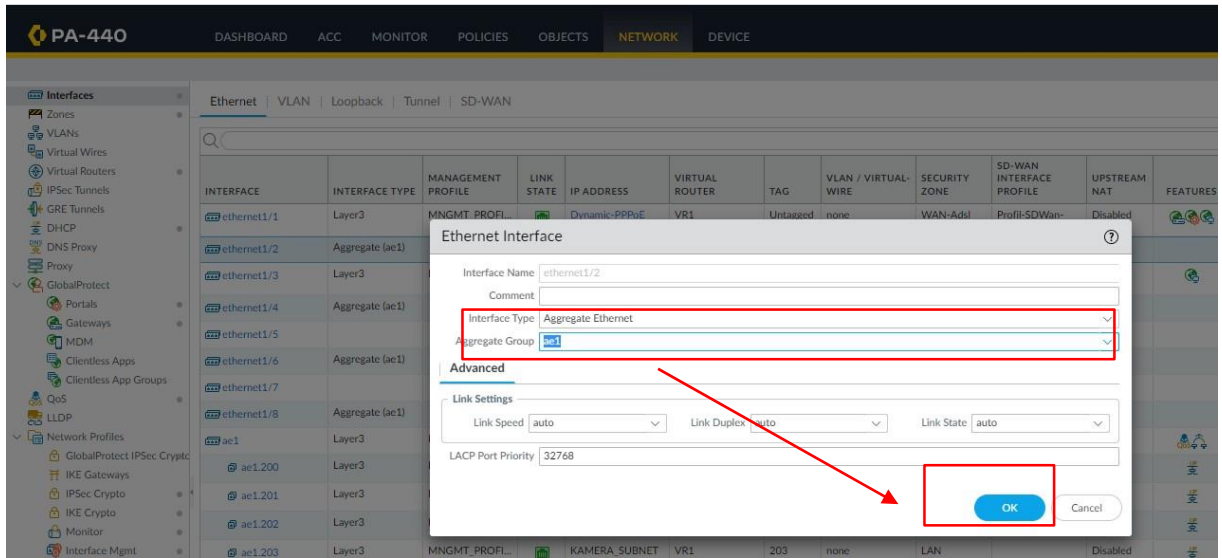 PA-440
DASHBOARD ACC MONITOR POLICIES OBJECTS NETWORK DEVICE
Interfaces
Zones
VLANs
Virtual Wires
Virtual Routers
IPSec Tunnels
GRE Tunnels
DHCP
DNS Proxy
Proxy
GlobalProtect
Portals
Gateways
MDM
Clientless Apps
Clientless App Groups
QoS
LLDP
Network Profiles
GlobalProtect IPSec Crypto
IKE Gateways
IPSec Crypto
IKE Crypto
Monitor
Interface Mgmt
Ethernet | VLAN | Loopback | Tunnel | SD-WAN
INTERFACE INTERFACE TYPE MANAGEMENT PROFILE LINK STATE IP ADDRESS VIRTUAL ROUTER TAG VLAN / VIRTUAL-WIRE SECURITY ZONE SD-WAN INTERFACE PROFILE UPSTREAM NAT FEATURES
ethernet1/1 Layer3 MNGMT_PROFI... Dynamic-PPPoE VR1 Untagged none WAN-Adsl Profil-SDWan- Disabled
ethernet1/2 Aggregate (ae1)
ethernet1/3 Layer3
ethernet1/4 Aggregate (ae1)
ethernet1/5
ethernet1/6 Aggregate (ae1)
ethernet1/7
ethernet1/8 Aggregate (ae1)
ae1 Layer3
ae1.200 Layer3
ae1.201 Layer3
ae1.202 Layer3
ae1.203 Layer3 MNGMT_PROFI... KAMERA_SUBNET VR1 203 none LAN Disabled
Ethernet Interface
Interface Name ethernet1/2
Comment
Interface Type Aggregate Ethernet
Aggregate Group ae1
Advanced
Link Settings
Link Speed auto Link Duplex auto Link State auto
LACP Port Priority 32768
OK Cancel